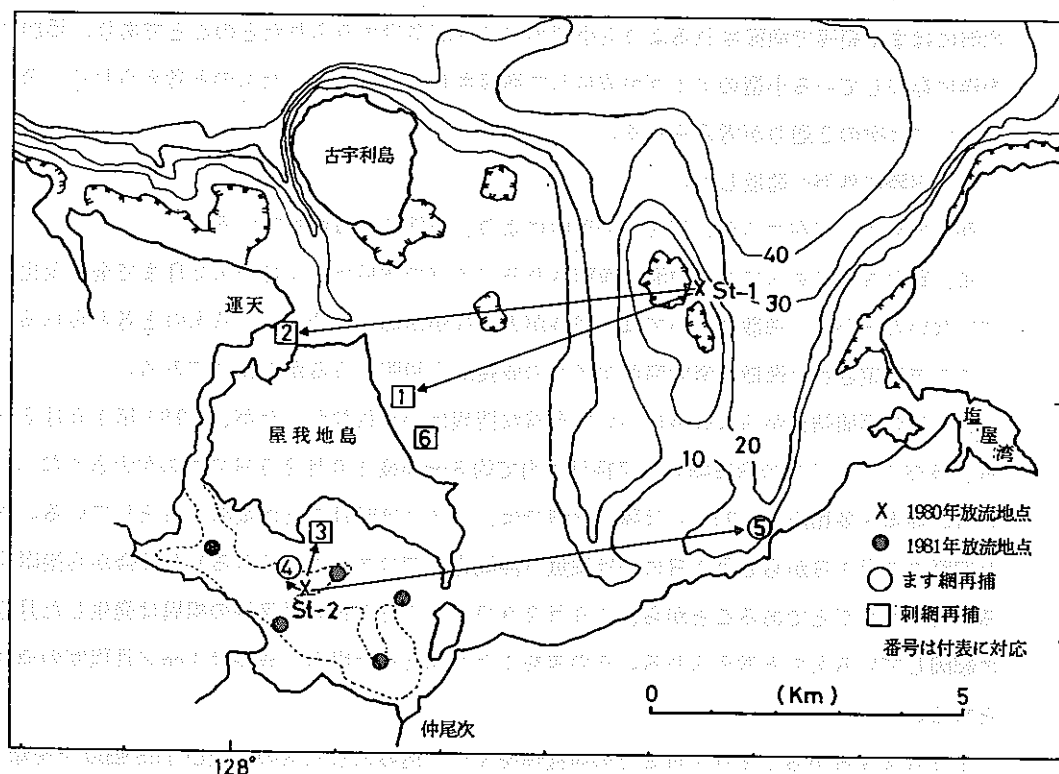 古宇利島
40
St-1
30
運天
2
1
塩屋湾
屋我地島
6
20
10
5
X 1980年放流地点
3
1981年放流地点
4
ます網再捕
St-2
刺網再捕
番号は付表に対応
0 (Km) 5
仲尾次
128°